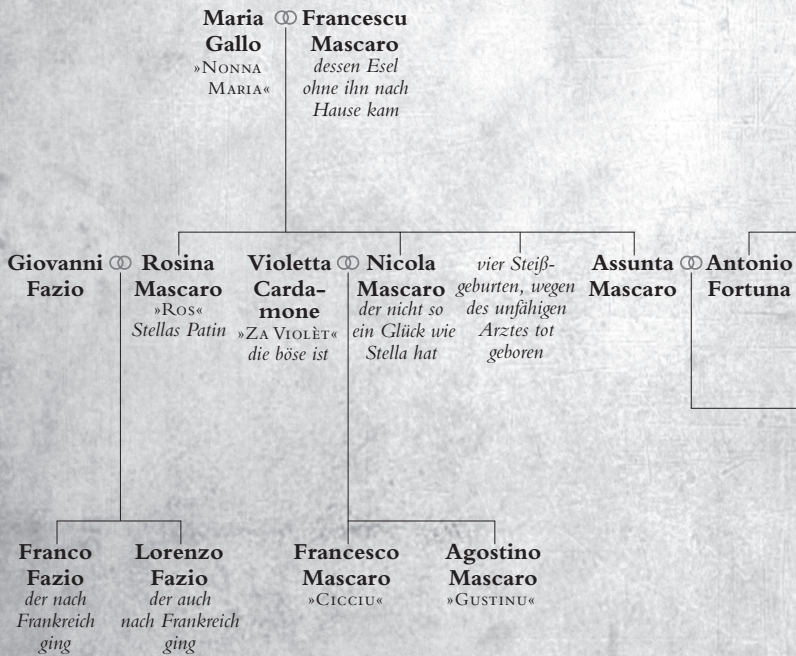 Maria
Gallo
»Nonna
Maria«
Francescu
Mascaro
dessen Esel
ohne ihn nach
Hause kam
Giovanni
Fazio
Rosina
Mascaro
»Ros«
Stellas Patin
Violetta
Carda-
mone
»Za Violèt«
die böse ist
Nicola
Mascaro
der nicht so
ein Glück wie
Stella hat
vier Steiß-
geburten, wegen
des unfähigen
Arztes tot
geboren
Assunta
Mascaro
Antonio
Fortuna
Franco
Fazio
der nach
Frankreich
ging
Lorenzo
Fazio
der auch
nach Frankreich
ging
Francesco
Mascaro
»Cicciu«
Agostino
Mascaro
»Gustinu«